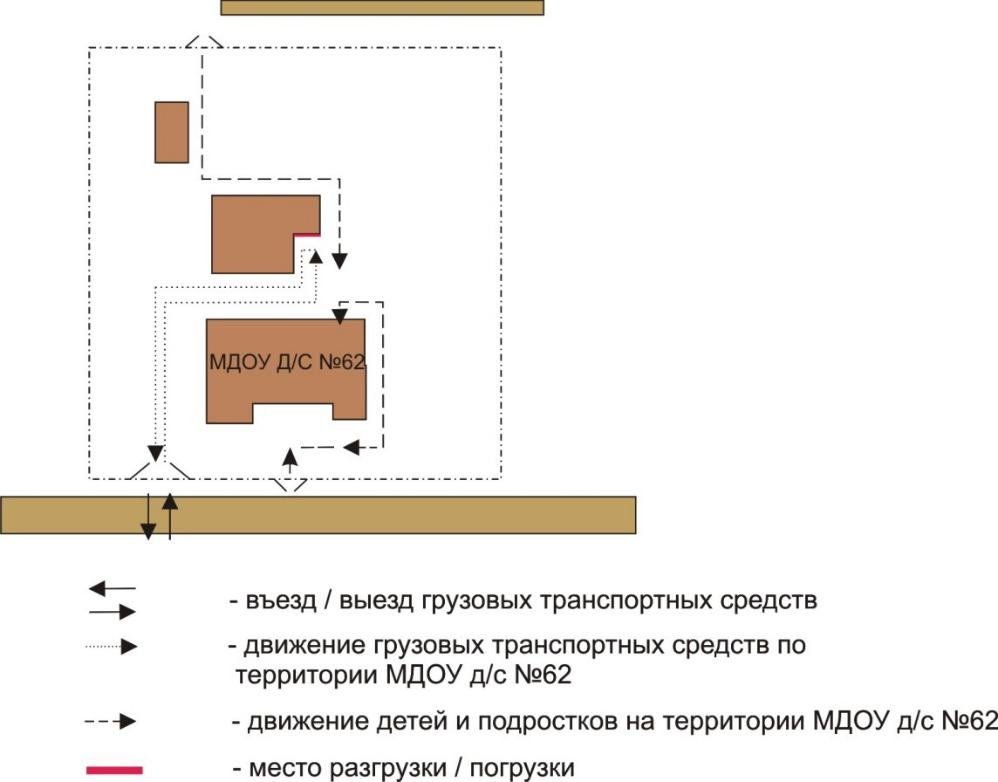 МДОУ Д/С №62
- въезд / выезд грузовых транспортных средств
- движение грузовых транспортных средств по
территории МДОУ д/с №62
- движение детей и подростков на территории МДОУ д/с №62
- место разгрузки / погрузки